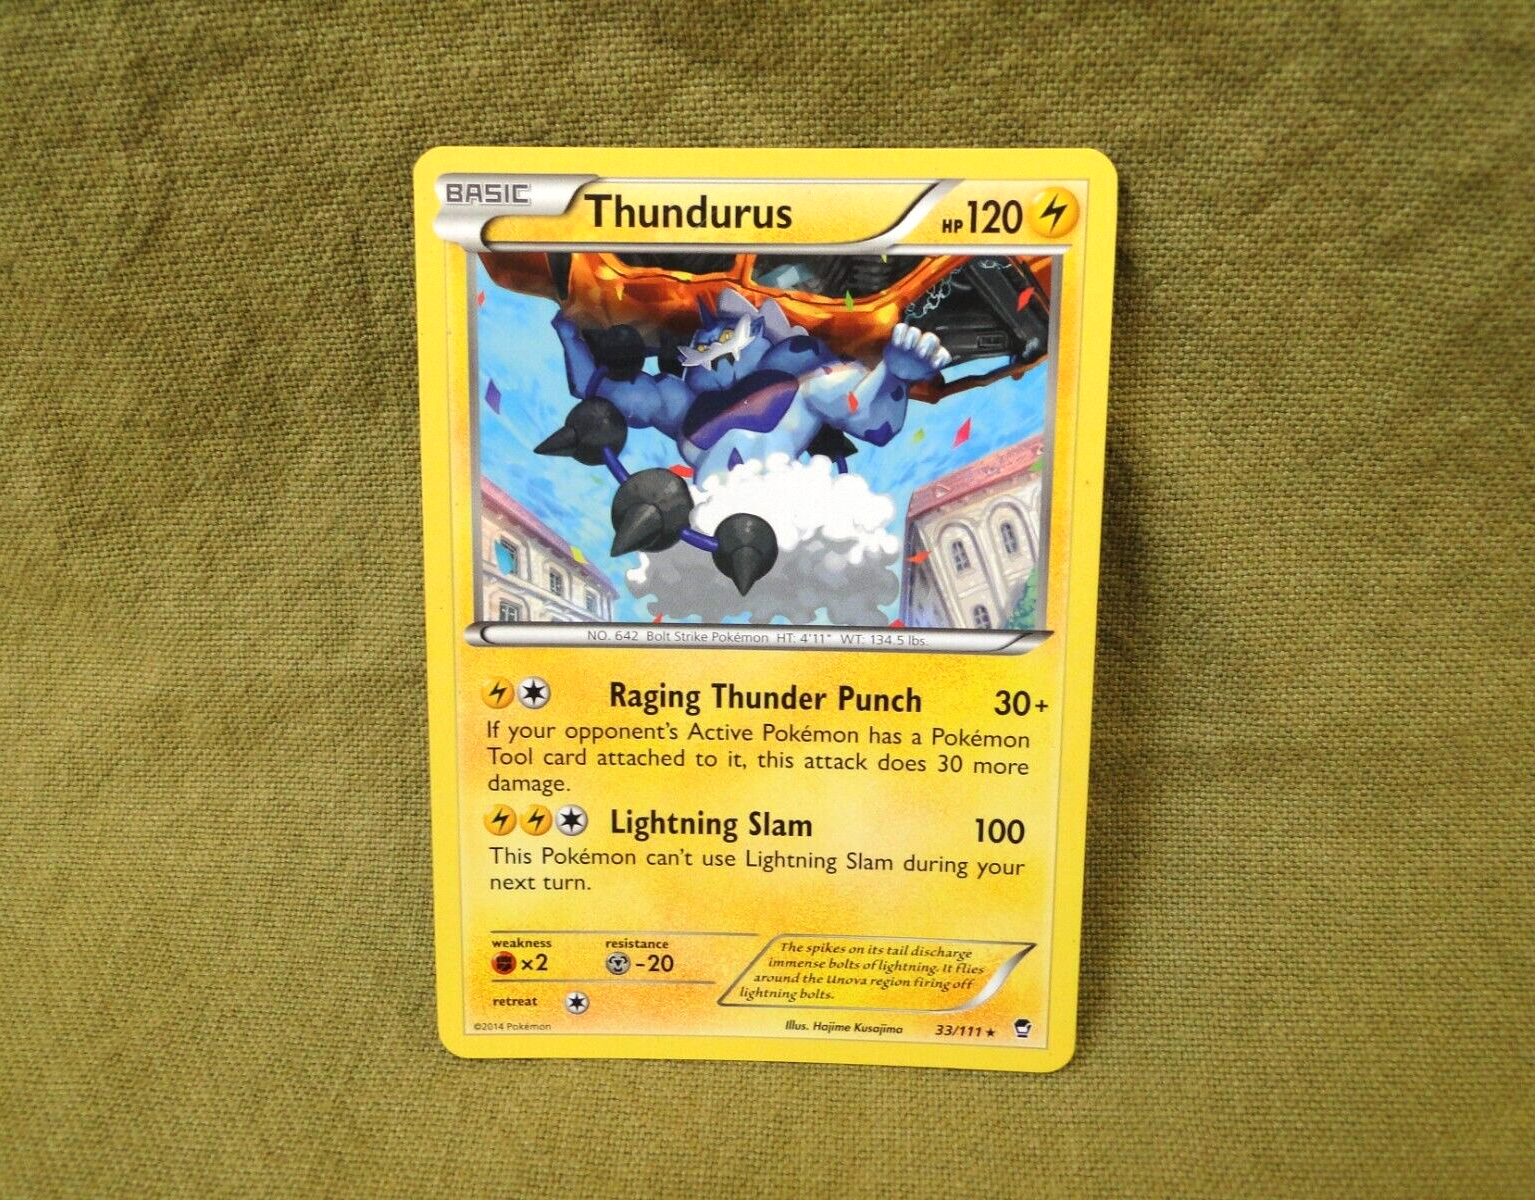 BASIC
Thundurus
HP 120
NO. 642 Bolt Strike Pokémon HT: 4'11" WT: 134.5 lbs.
Raging Thunder Punch 30+
If your opponent's Active Pokémon has a Pokémon
Tool card attached to it, this attack does 30 more
damage.
Lightning Slam 100
This Pokémon can't use Lightning Slam during your
next turn.
weakness
×2
resistance
-20
retreat
The spikes on its tail discharge
immense bolts of lightning. It flies
around the Unova region firing off
lightning bolts.
©2014 Pokémon
Illus. Hajime Kusajima
33/111 ★